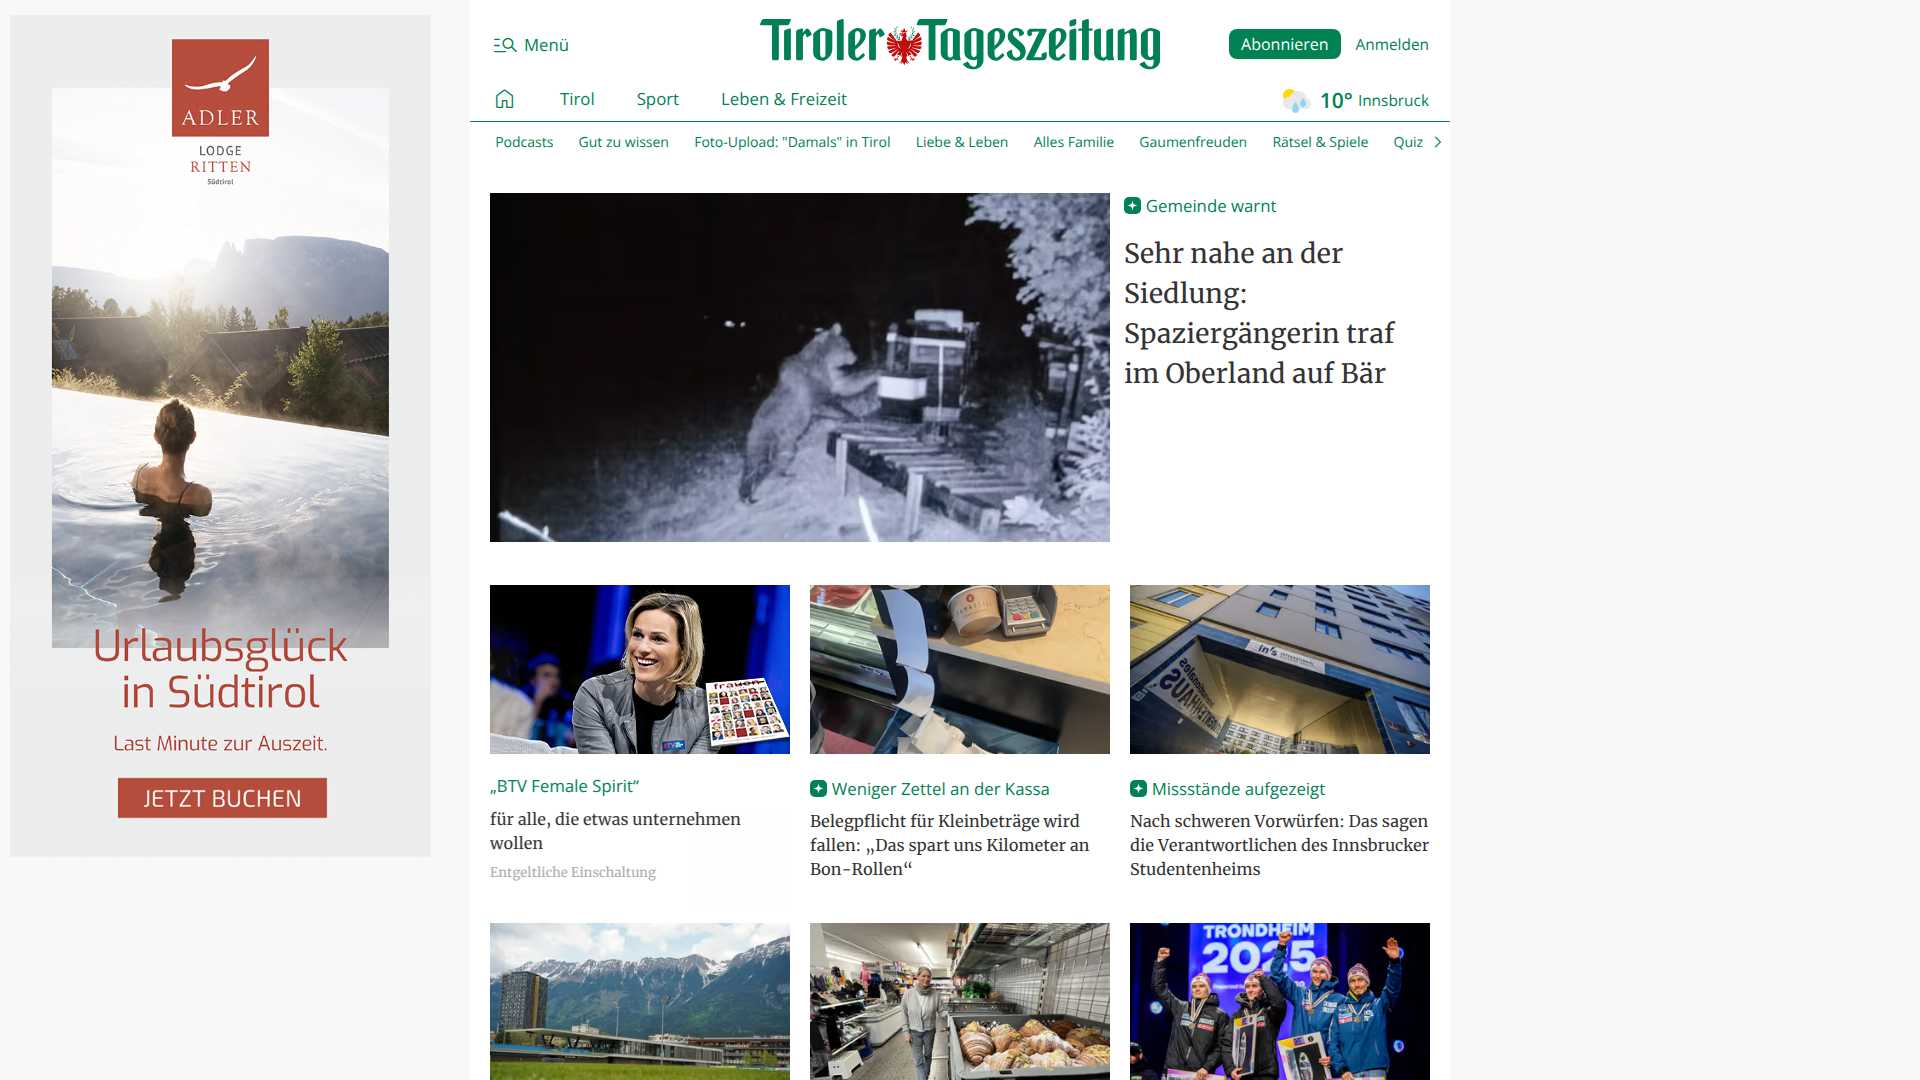 Menü
Tiroler Tageszeitung
Abonnieren
Anmelden
Tirol
Sport
Leben & Freizeit
10° Innsbruck
Podcasts
Gut zu wissen
Foto-Upload: "Damals" in Tirol
Liebe & Leben
Alles Familie
Gaumenfreuden
Rätsel & Spiele
Quiz
ADLER
LODGE
RITTEN
Südtirol
Urlaubsglück
in Südtirol
Last Minute zur Auszeit.
JETZT BUCHEN
Gemeinde warnt
Sehr nahe an der
Siedlung:
Spaziergängerin traf
im Oberland auf Bär
frauen
in's
„BTV Female Spirit“
für alle, die etwas unternehmen
wollen
Entgeltliche Einschaltung
Weniger Zettel an der Kassa
Belegpflicht für Kleinbeträge wird
fallen: „Das spart uns Kilometer an
Bon-Rollen“
Missstände aufgezeigt
Nach schweren Vorwürfen: Das sagen
die Verantwortlichen des Innsbrucker
Studentenheims
TRONDHEIM
2025